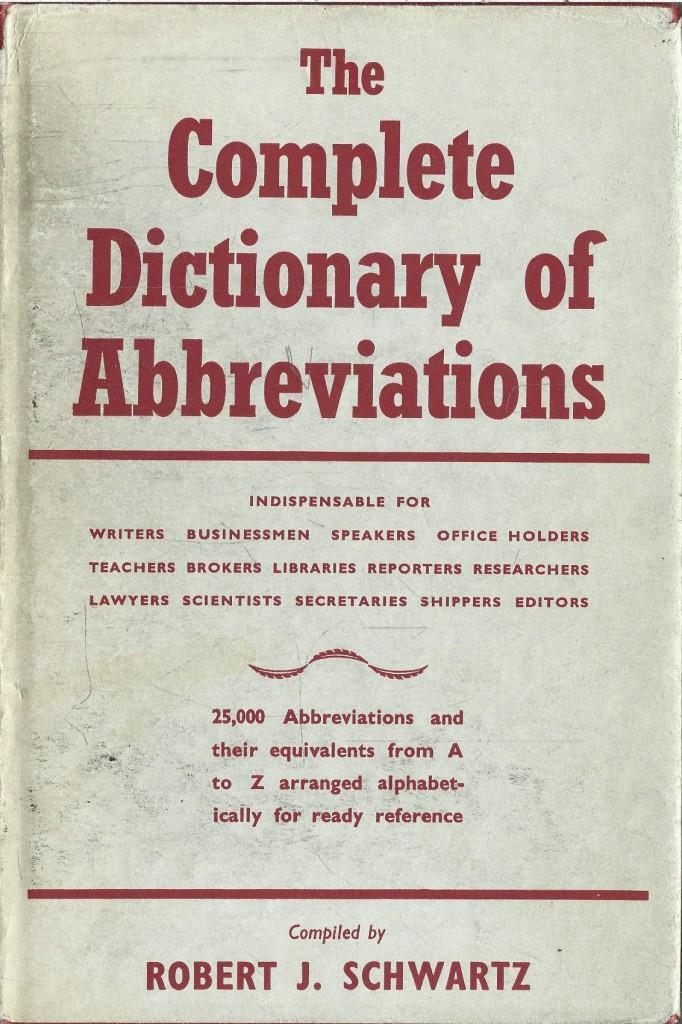 The
Complete
Dictionary of
Abbreviations
INDISPENSABLE FOR
WRITERS BUSINESSMEN SPEAKERS OFFICE HOLDERS
TEACHERS BROKERS LIBRARIES REPORTERS RESEARCHERS
LAWYERS SCIENTISTS SECRETARIES SHIPPERS EDITORS
25,000 Abbreviations and
their equivalents from A
to Z arranged alphabet-
ically for ready reference
Compiled by
ROBERT J. SCHWARTZ